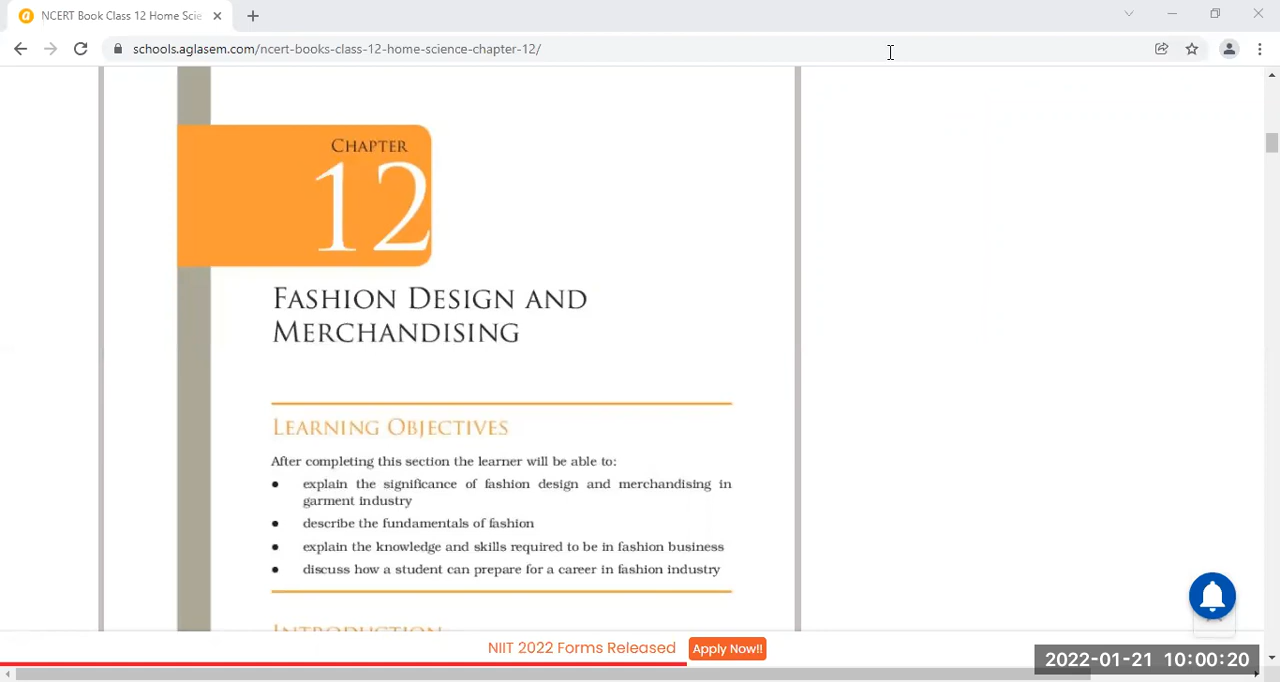 NCERT Book Class 12 Home Scie
schools.aglasem.com/ncert-books-class-12-home-science-chapter-12/
CHAPTER
12
FASHION DESIGN AND
MERCHANDISING
LEARNING OBJECTIVES
After completing this section the learner will be able to:
• explain the significance of fashion design and merchandising in
garment industry
• describe the fundamentals of fashion
• explain the knowledge and skills required to be in fashion business
• discuss how a student can prepare for a career in fashion industry
INTRODUCTION
NIIT 2022 Forms Released Apply Now!!
2022-01-21 10:00:20